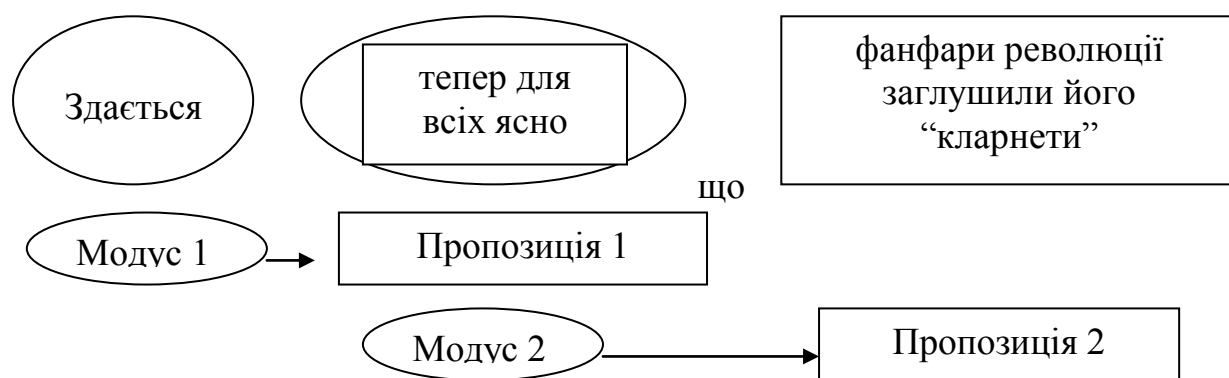 Здається
тепер для
всіх ясно
що
фанфари революції
заглушили його
“кларнети”
Модус 1
Пропозиція 1
Модус 2
Пропозиція 2